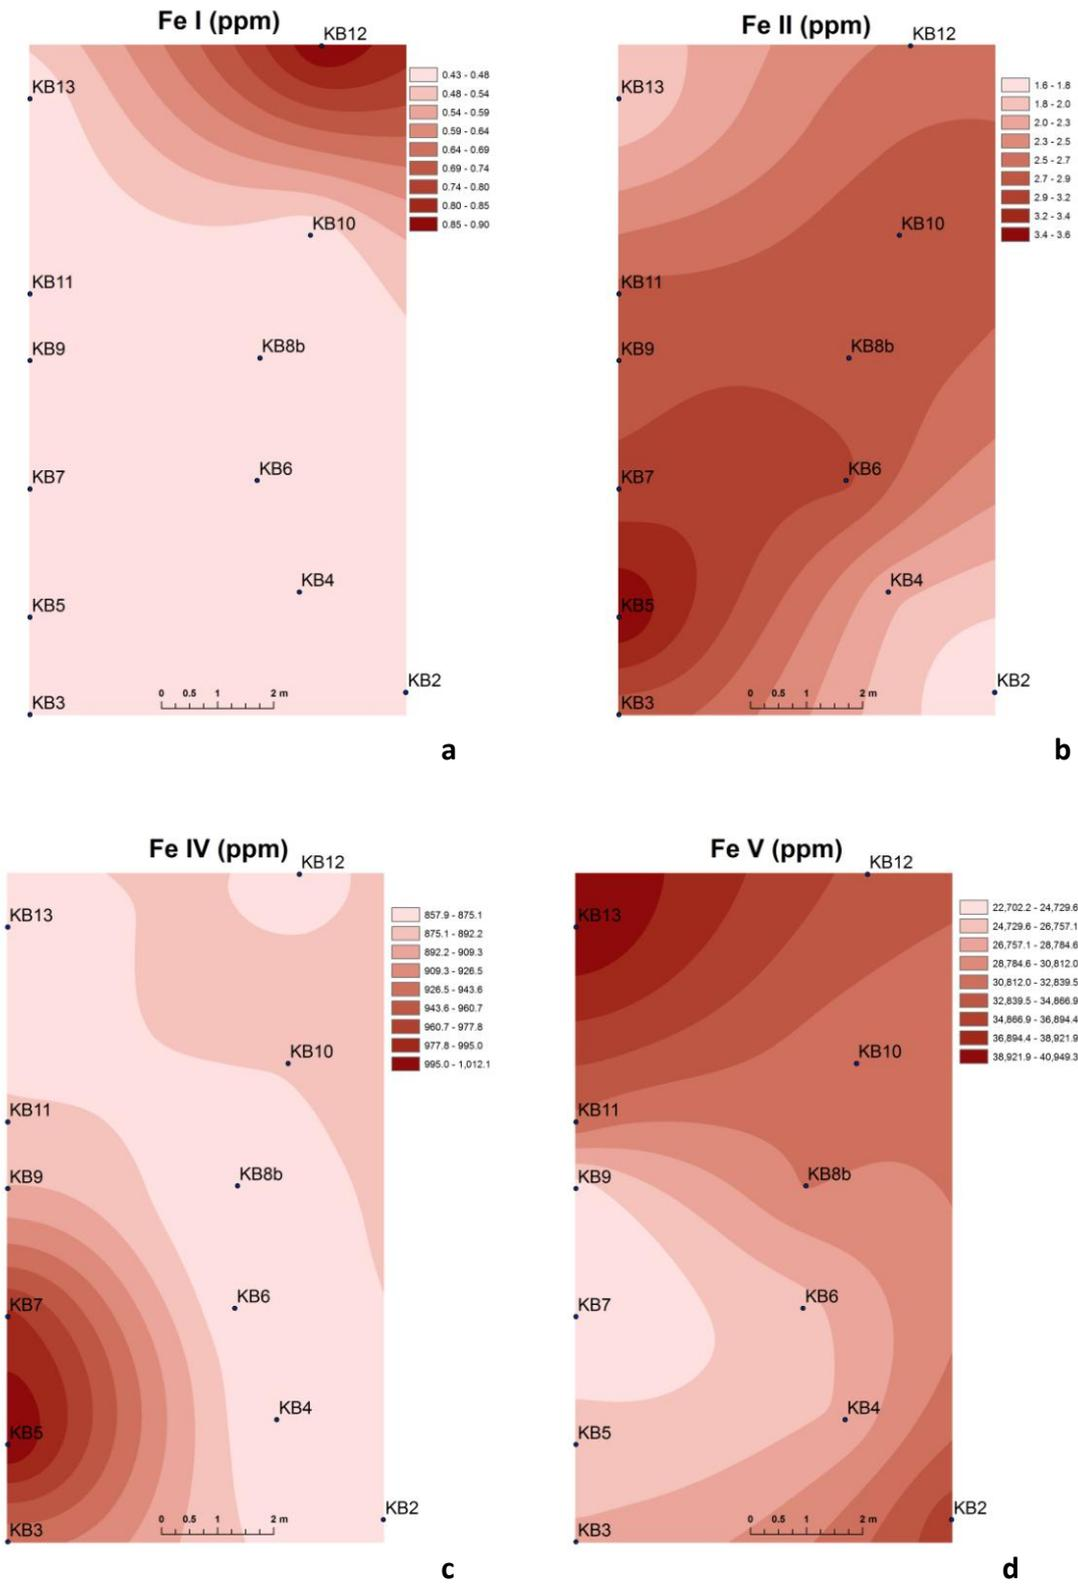 Fe I (ppm)
KB12
KB13
0.43 - 0.48
0.48 - 0.54
0.54 - 0.59
0.59 - 0.64
0.64 - 0.69
0.69 - 0.74
0.74 - 0.80
0.80 - 0.85
0.85 - 0.90
KB10
KB11
KB9
KB8b
KB7
KB6
KB4
KB5
KB2
KB3
0 0.5 1 2 m
a
Fe II (ppm)
KB12
KB13
1.6 - 1.8
1.8 - 2.0
2.0 - 2.3
2.3 - 2.5
2.5 - 2.7
2.7 - 2.9
2.9 - 3.2
3.2 - 3.4
3.4 - 3.6
KB10
KB11
KB9
KB8b
KB7
KB6
KB4
KB5
KB2
KB3
0 0.5 1 2 m
b
Fe IV (ppm)
KB12
KB13
857.9 - 875.1
875.1 - 892.2
892.2 - 909.3
909.3 - 926.5
926.5 - 943.6
943.6 - 960.7
960.7 - 977.8
977.8 - 995.0
995.0 - 1,012.1
KB10
KB11
KB9
KB8b
KB7
KB6
KB4
KB5
KB2
KB3
0 0.5 1 2 m
c
Fe V (ppm)
KB12
KB13
22,702.2 - 24,729.6
24,729.6 - 26,757.1
26,757.1 - 28,784.6
28,784.6 - 30,812.0
30,812.0 - 32,839.5
32,839.5 - 34,866.9
34,866.9 - 36,894.4
36,894.4 - 38,921.9
38,921.9 - 40,949.3
KB10
KB11
KB9
KB8b
KB7
KB6
KB4
KB5
KB2
KB3
0 0.5 1 2 m
d